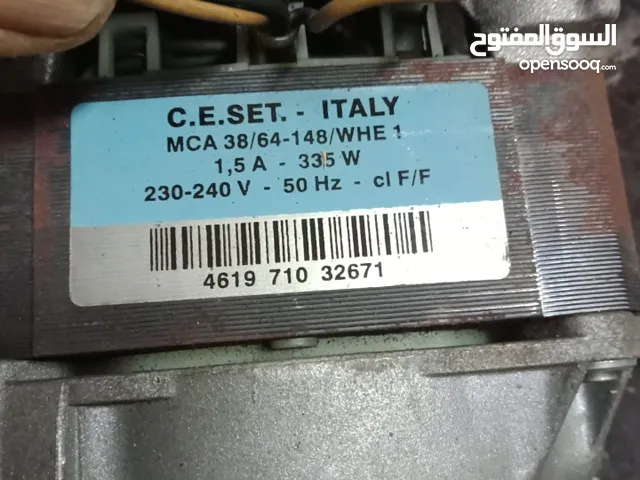 السوق المفتوح
opensooq.com
C.E.SET. - ITALY
MCA 38/64-148/WHE 1
1,5 A - 335 W
230-240 V - 50 Hz - cl F/F
4619 710 32671